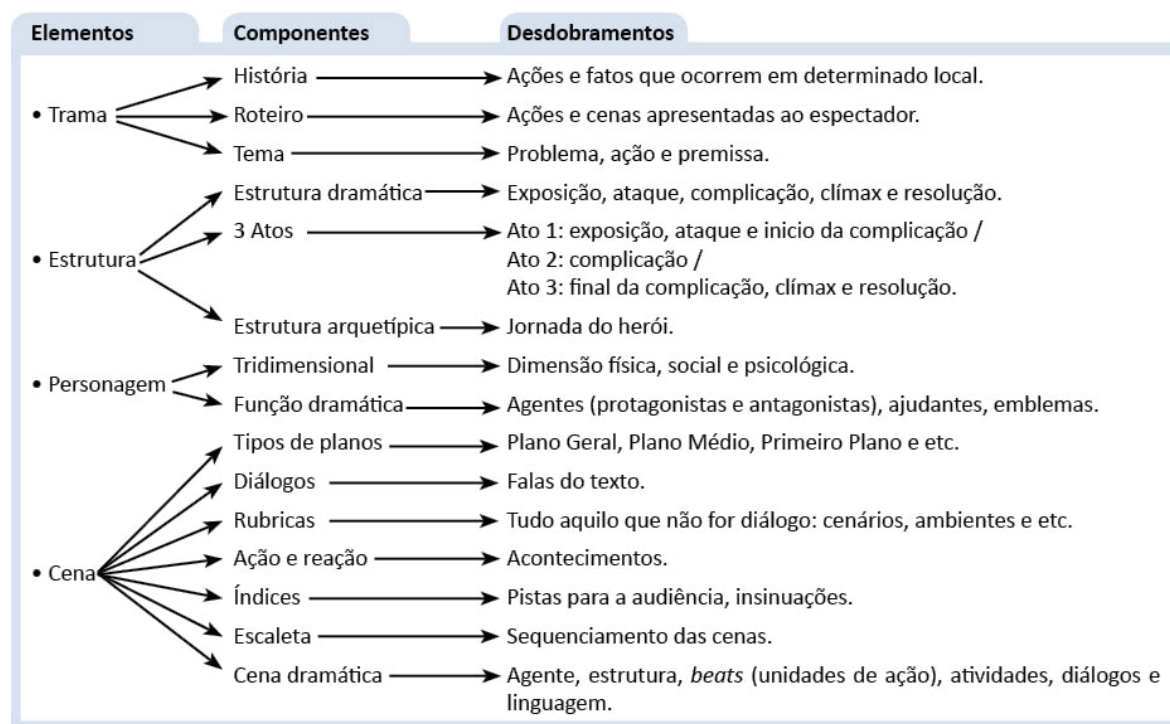 Elementos Componentes Desdobramentos
• Trama
História
Ações e fatos que ocorrem em determinado local.
Roteiro
Ações e cenas apresentadas ao espectador.
Tema
Problema, ação e premissa.
• Estrutura
Estrutura dramática
Exposição, ataque, complicação, clímax e resolução.
3 Atos
Ato 1: exposição, ataque e inicio da complicação /
Ato 2: complicação /
Ato 3: final da complicação, clímax e resolução.
Estrutura arquetípica
Jornada do herói.
• Personagem
Tridimensional
Dimensão física, social e psicológica.
Função dramática
Agentes (protagonistas e antagonistas), ajudantes, emblemas.
• Cena
Tipos de planos
Plano Geral, Plano Médio, Primeiro Plano e etc.
Diálogos
Falas do texto.
Rubricas
Tudo aquilo que não for diálogo: cenários, ambientes e etc.
Ação e reação
Acontecimentos.
Índices
Pistas para a audiência, insinuações.
Escaleta
Sequenciamento das cenas.
Cena dramática
Agente, estrutura, beats (unidades de ação), atividades, diálogos e
linguagem.